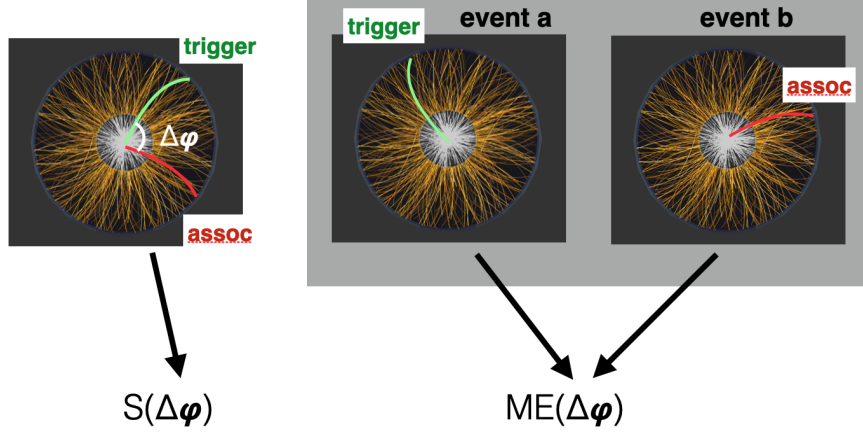 trigger
Δφ
assoc
event a
trigger
event b
assoc
S(Δφ)
ME(Δφ)